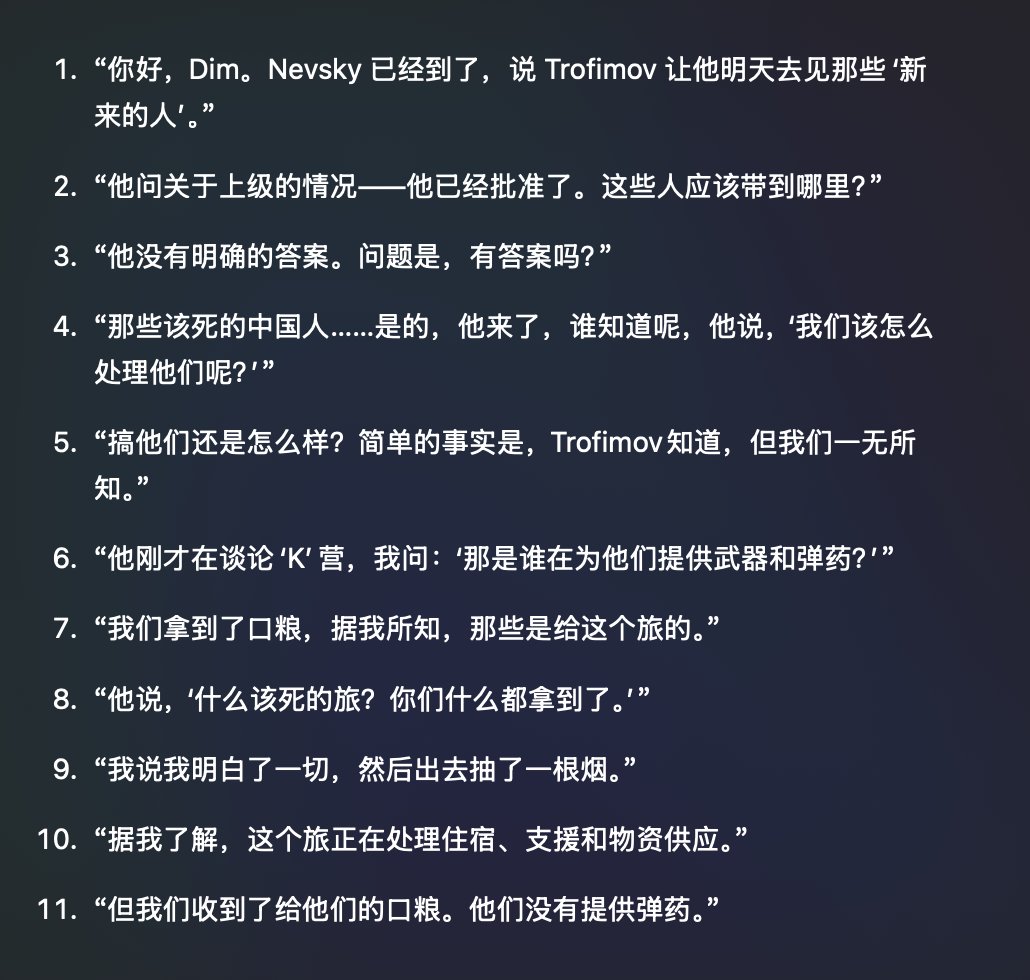 1. “你好，Dim。Nevsky 已经到了，说 Trofimov 让他明天去见那些 ‘新
来的人’。”
2. “他问关于上级的情况——他已经批准了。这些人应该带到哪里？”
3. “他没有明确的答案。问题是，有答案吗？”
4. “那些该死的中国人……是的，他来了，谁知道呢，他说，‘我们该怎么
处理他们呢？’”
5. “搞他们还是怎么样？简单的事实是，Trofimov知道，但我们一无所
知。”
6. “他刚才在谈论 ‘K’ 营，我问：‘那是谁在为他们提供武器和弹药？’”
7. “我们拿到了口粮，据我所知，那些是给这个旅的。”
8. “他说，‘什么该死的旅？你们什么都拿到了。’”
9. “我说我明白了一切，然后出去抽了一根烟。”
10. “据我了解，这个旅正在处理住宿、支援和物资供应。”
11. “但我们收到了给他们的口粮。他们没有提供弹药。”